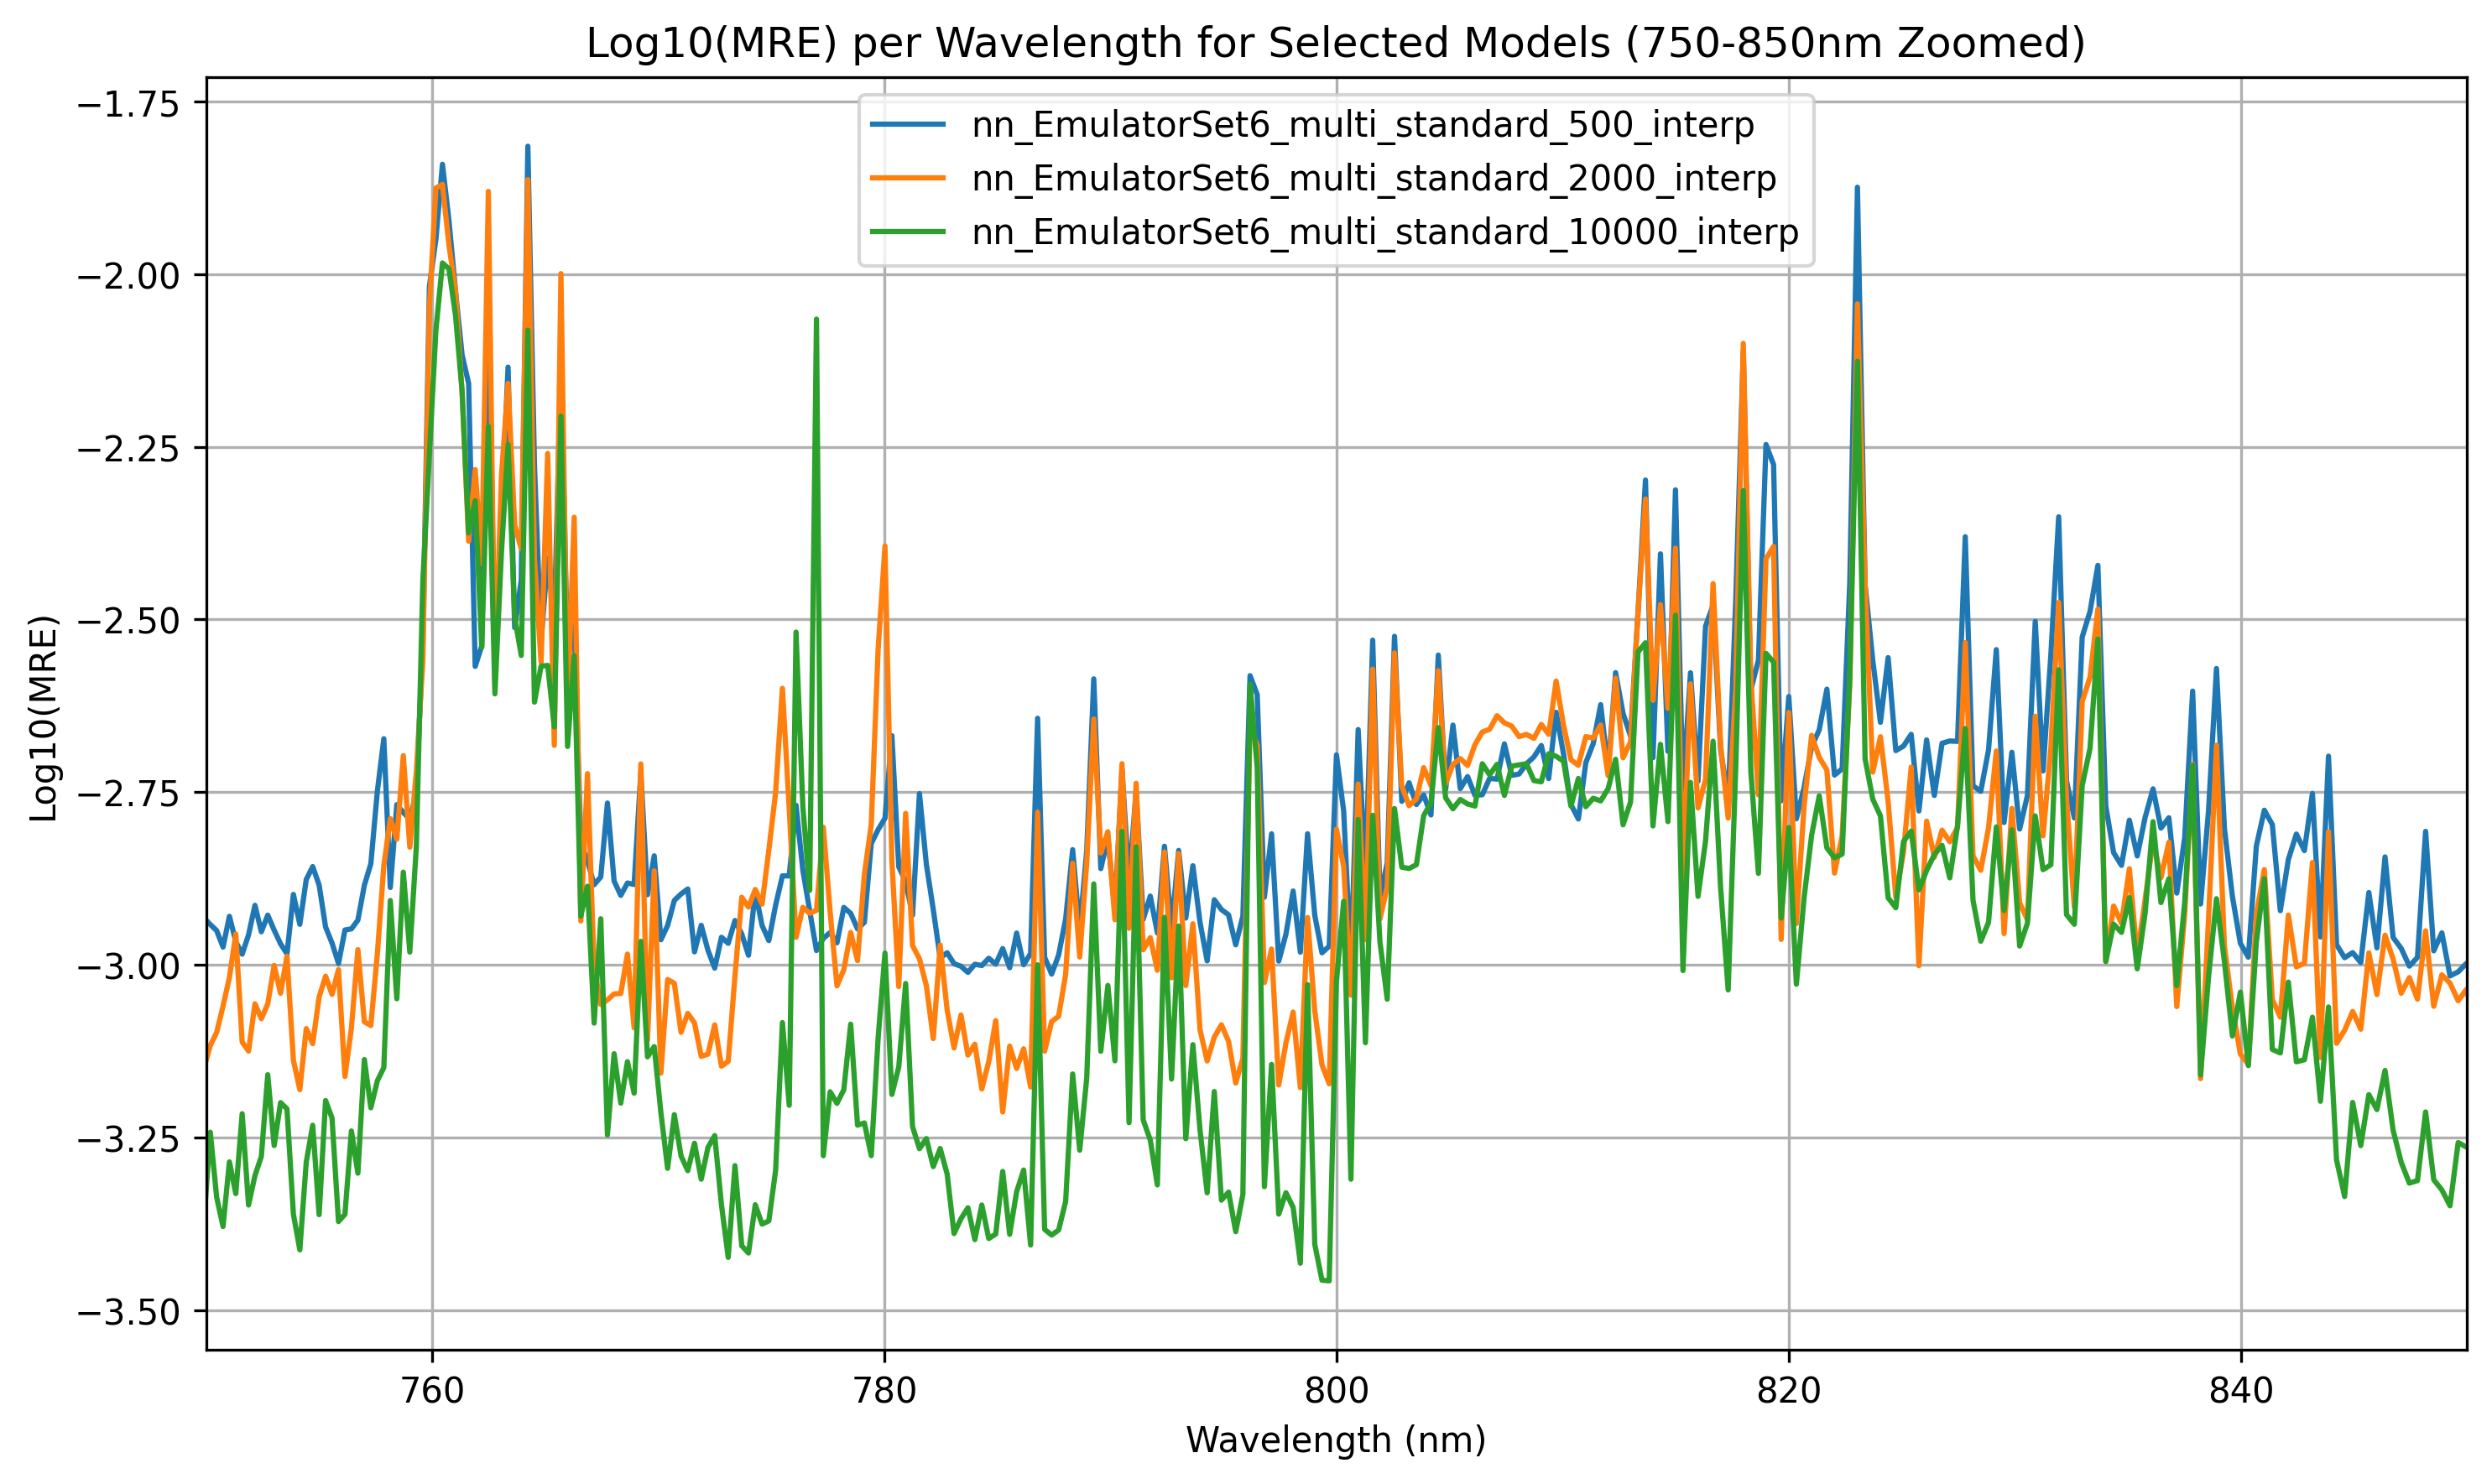 Log10(MRE) per Wavelength for Selected Models (750-850nm Zoomed)
nn_EmulatorSet6_multi_standard_500_interp
nn_EmulatorSet6_multi_standard_2000_interp
nn_EmulatorSet6_multi_standard_10000_interp
Log10(MRE)
−1.75
−2.00
−2.25
−2.50
−2.75
−3.00
−3.25
−3.50
760
780
800
820
840
Wavelength (nm)